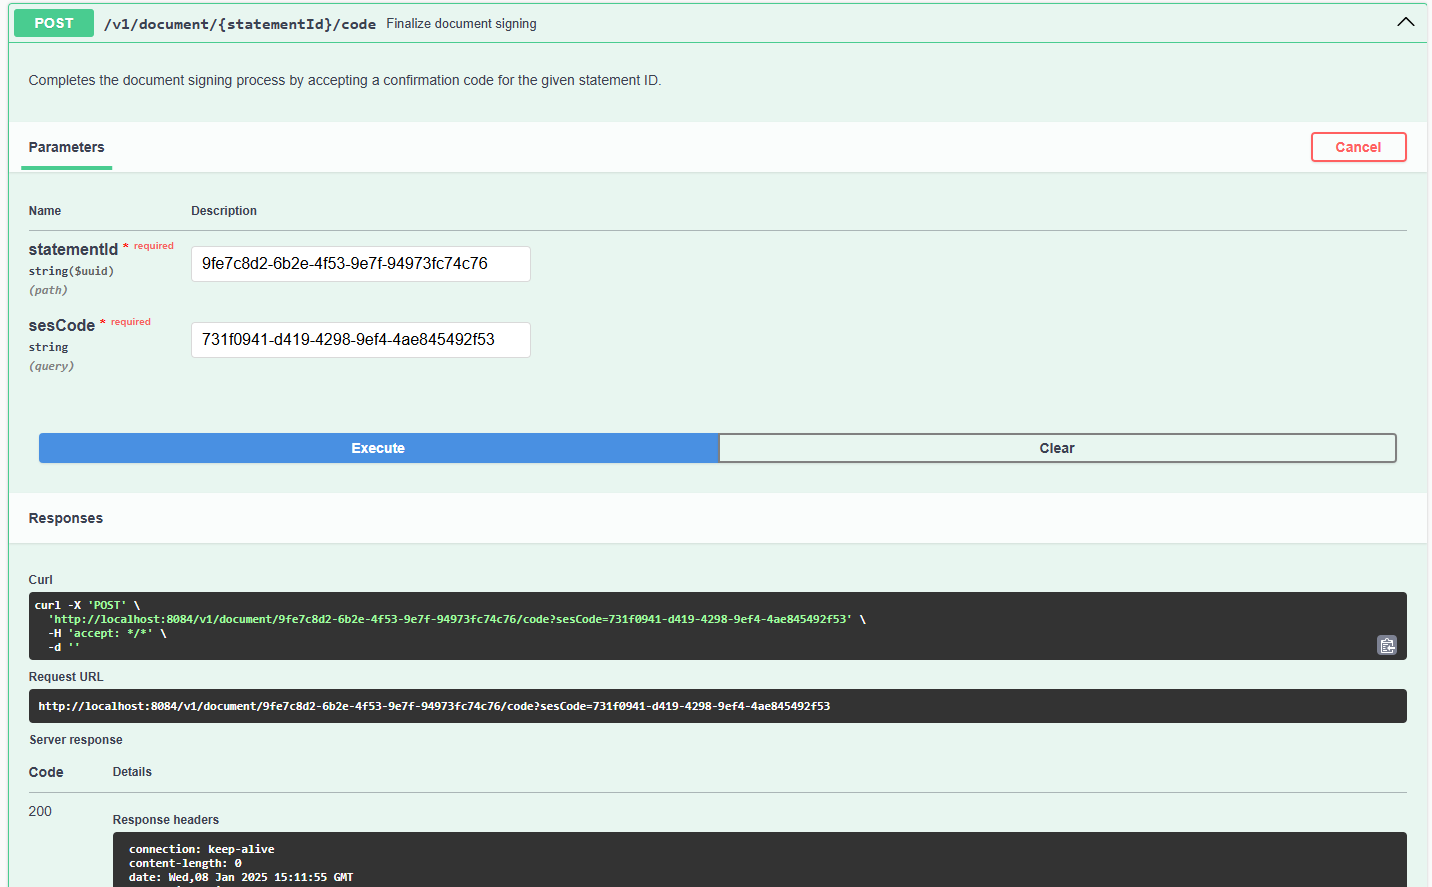 POST /v1/document/{statementId}/code Finalize document signing
Completes the document signing process by accepting a confirmation code for the given statement ID.
Parameters
Cancel
Name Description
statementId * required
string($uuid)
(path)
9fe7c8d2-6b2e-4f53-9e7f-94973fc74c76
sesCode * required
string
(query)
731f0941-d419-4298-9ef4-4ae845492f53
Execute Clear
Responses
Curl
curl -X 'POST' \
'http://localhost:8084/v1/document/9fe7c8d2-6b2e-4f53-9e7f-94973fc74c76/code?sesCode=731f0941-d419-4298-9ef4-4ae845492f53' \
-H 'accept: */*' \
-d ''
Request URL
http://localhost:8084/v1/document/9fe7c8d2-6b2e-4f53-9e7f-94973fc74c76/code?sesCode=731f0941-d419-4298-9ef4-4ae845492f53
Server response
Code Details
200
Response headers
connection: keep-alive
content-length: 0
date: Wed,08 Jan 2025 15:11:55 GMT